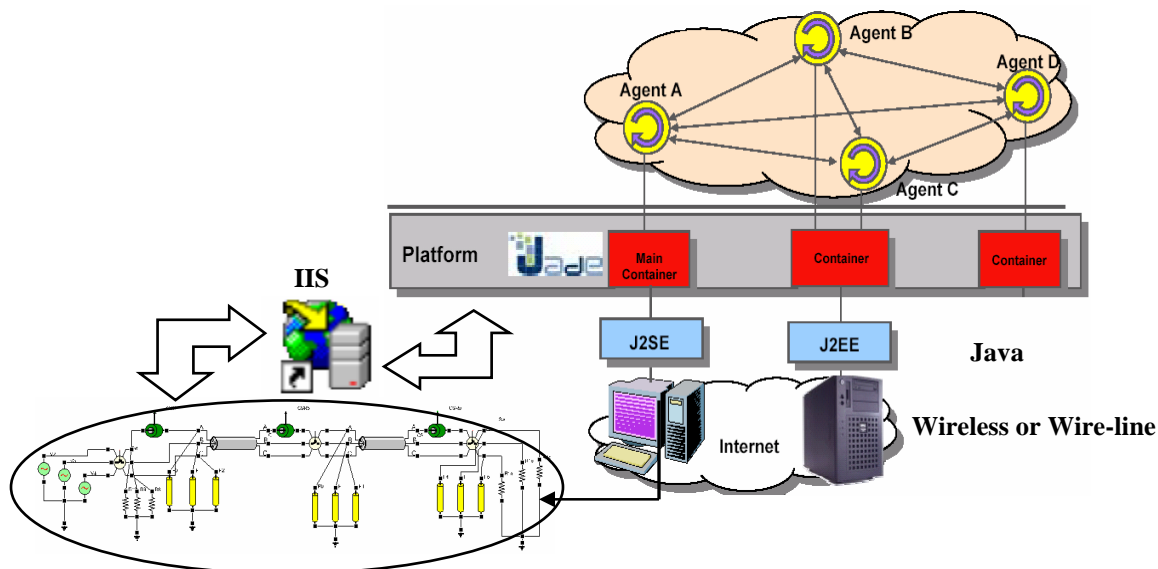 Agent B
Agent D
Agent A
Agent C
Platform
Jade
Main
Container
Container
Container
IIS
J2SE
J2EE
Java
Internet
Wireless or Wire-line